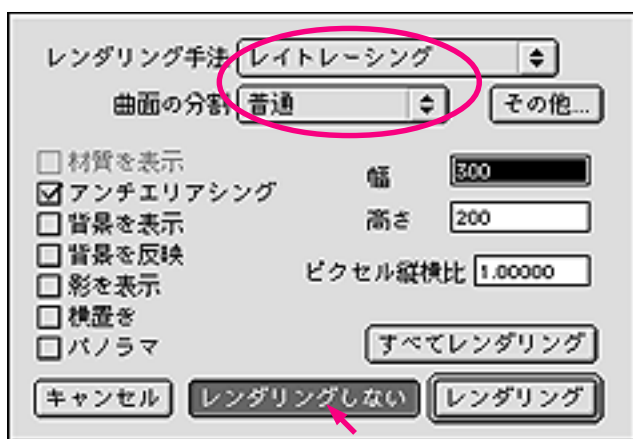 レンダリング手法 レイトレーシング
曲面の分割 普通 その他...
材質を表示
アンチエリアシング
背景を表示
背景を反映
影を表示
横置き
パノラマ
幅 300
高さ 200
ピクセル縦横比 1.00000
すべてレンダリング
キャンセル レンダリングしない レンダリング